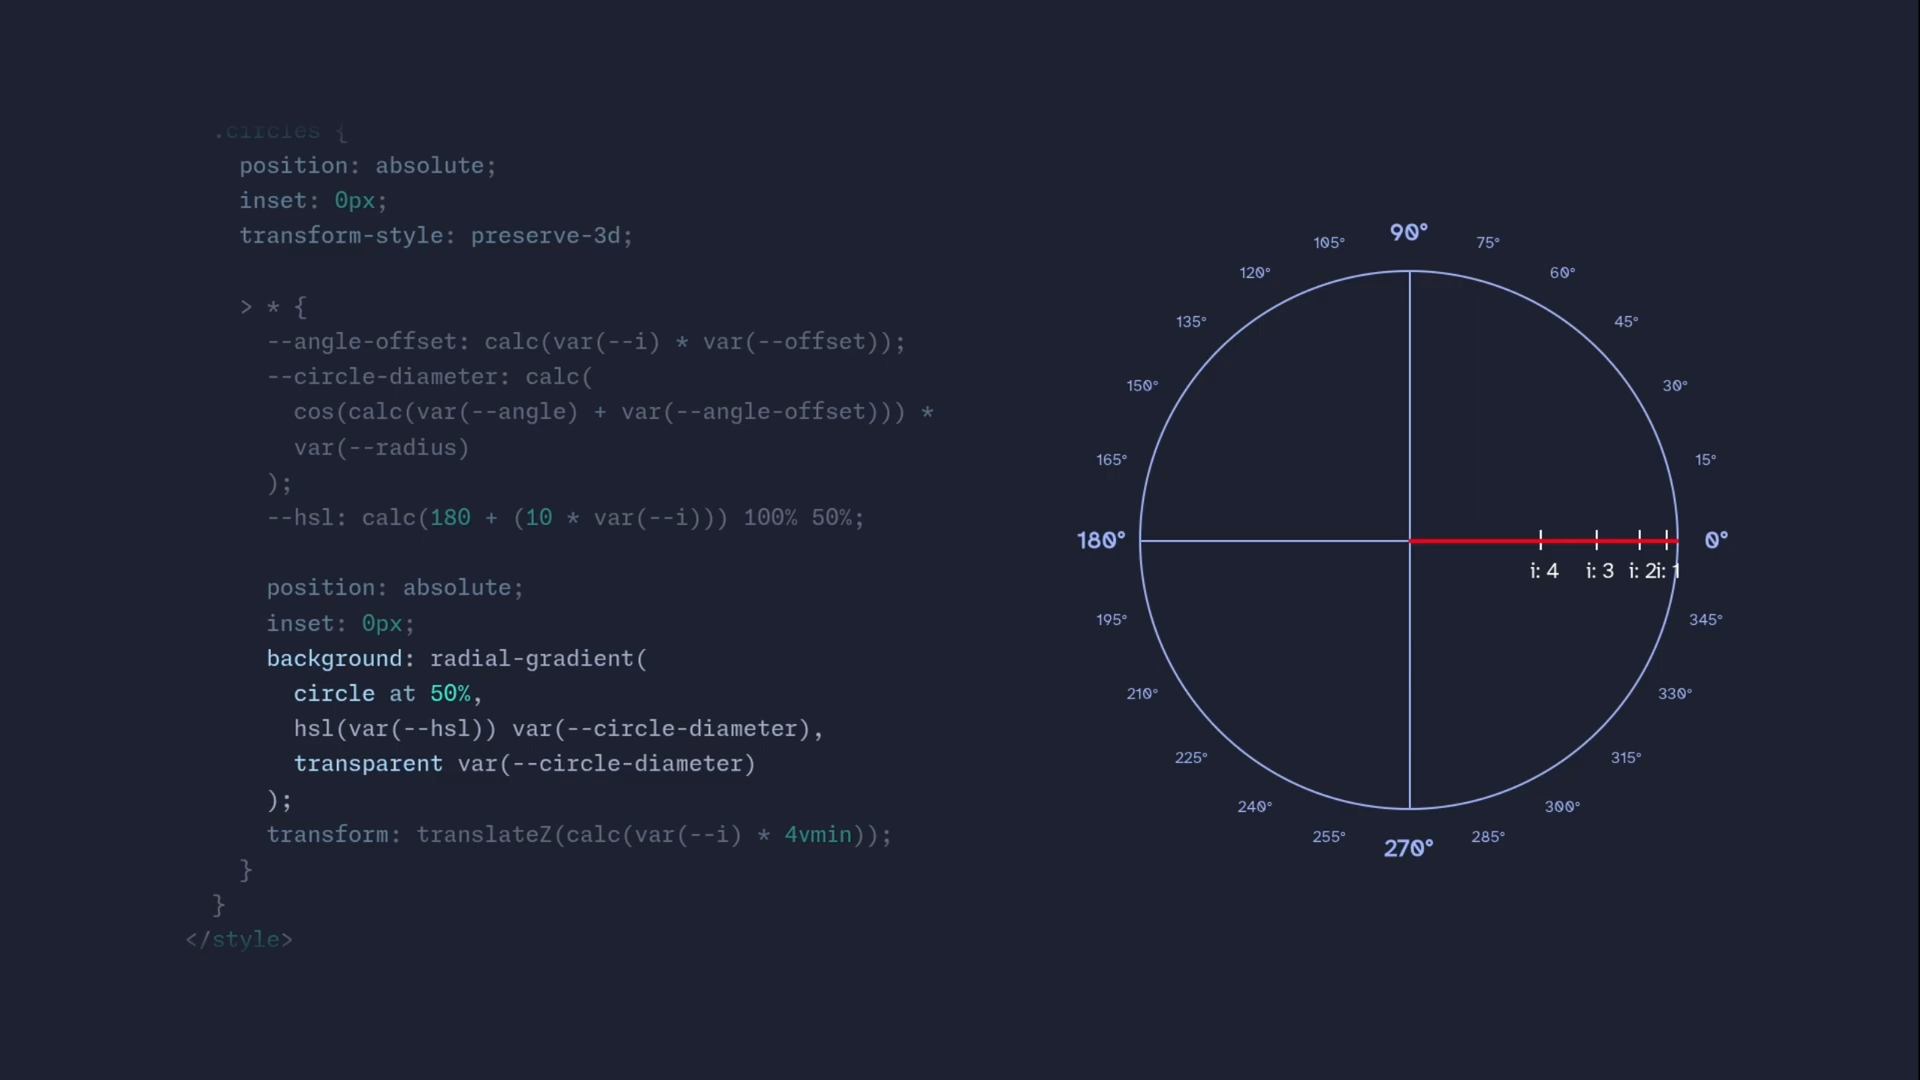 .circles {
position: absolute;
inset: 0px;
transform-style: preserve-3d;
> * {
--angle-offset: calc(var(--i) * var(--offset));
--circle-diameter: calc(
cos(calc(var(--angle) + var(--angle-offset))) *
var(--radius)
);
--hsl: calc(180 + (10 * var(--i))) 100% 50%;
position: absolute;
inset: 0px;
background: radial-gradient(
circle at 50%,
hsl(var(--hsl)) var(--circle-diameter),
transparent var(--circle-diameter)
);
transform: translateZ(calc(var(--i) * 4vmin));
}
}
</style>
90°
105° 75°
120° 60°
135° 45°
150° 30°
165° 15°
180° 0°
i: 4 i: 3 i: 2 i: 1
195° 345°
210° 330°
225° 315°
240° 300°
255° 285°
270°